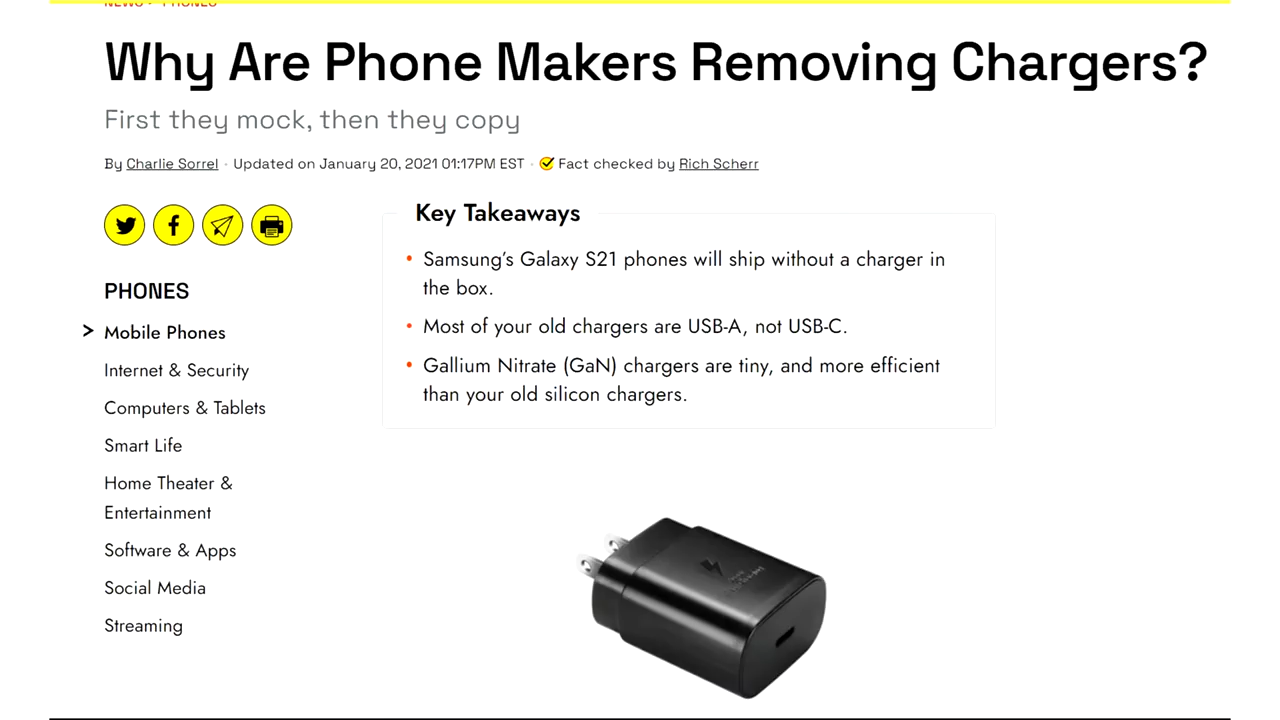 NEWS > PHONES
Why Are Phone Makers Removing Chargers?
First they mock, then they copy
By Charlie Sorrel • Updated on January 20, 2021 01:17PM EST • Fact checked by Rich Scherr
Key Takeaways
• Samsung's Galaxy S21 phones will ship without a charger in
the box.
• Most of your old chargers are USB-A, not USB-C.
• Gallium Nitrate (GaN) chargers are tiny, and more efficient
than your old silicon chargers.
PHONES
> Mobile Phones
Internet & Security
Computers & Tablets
Smart Life
Home Theater &
Entertainment
Software & Apps
Social Media
Streaming